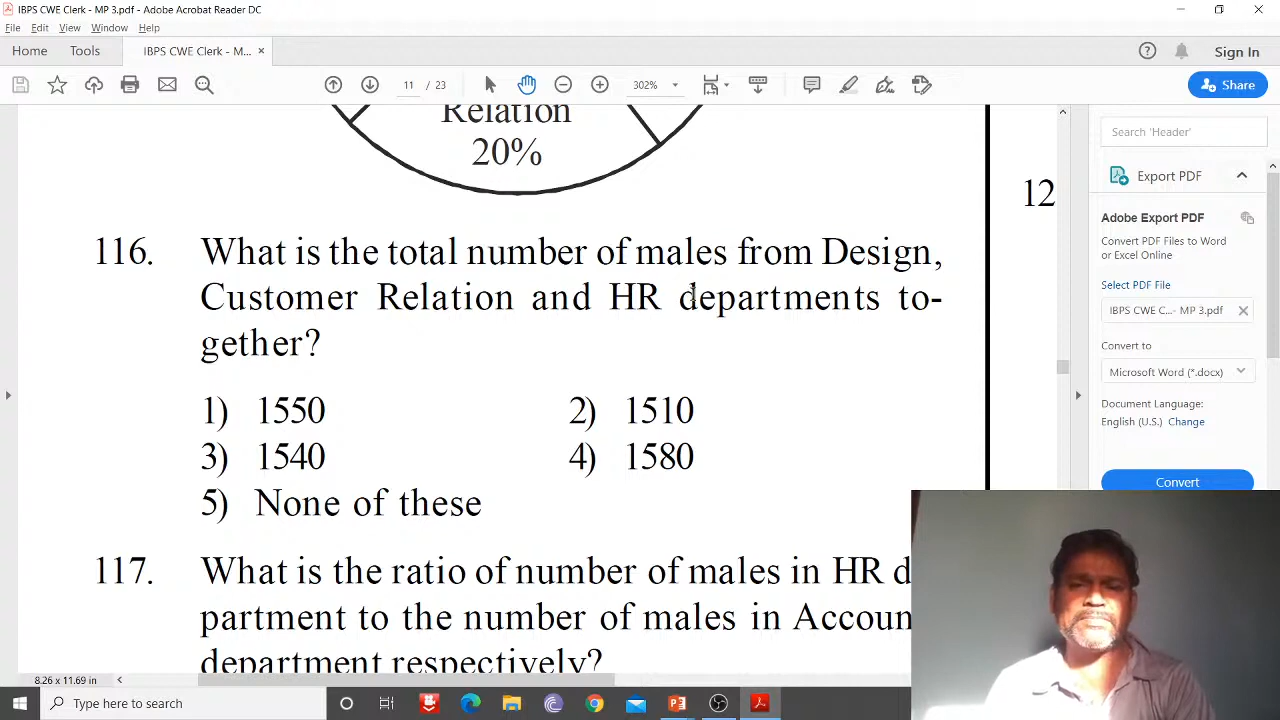 IBPS CWE Clerk - MP 3.pdf - Adobe Acrobat Reader DC
File Edit View Window Help
Home Tools IBPS CWE Clerk - M... × Sign In
11 / 23 302% Share
Relation
20%
12
116. What is the total number of males from Design,
Customer Relation and HR departments to-
gether?
1) 1550 2) 1510
3) 1540 4) 1580
5) None of these
117. What is the ratio of number of males in HR d
partment to the number of males in Accoun
department respectively?
8.26 x 11.69 in
Search 'Header'
Export PDF
Adobe Export PDF
Convert PDF Files to Word
or Excel Online
Select PDF File
IBPS CWE C...- MP 3.pdf
Convert to
Microsoft Word (*.docx)
Document Language:
English (U.S.) Change
Convert
Type here to search